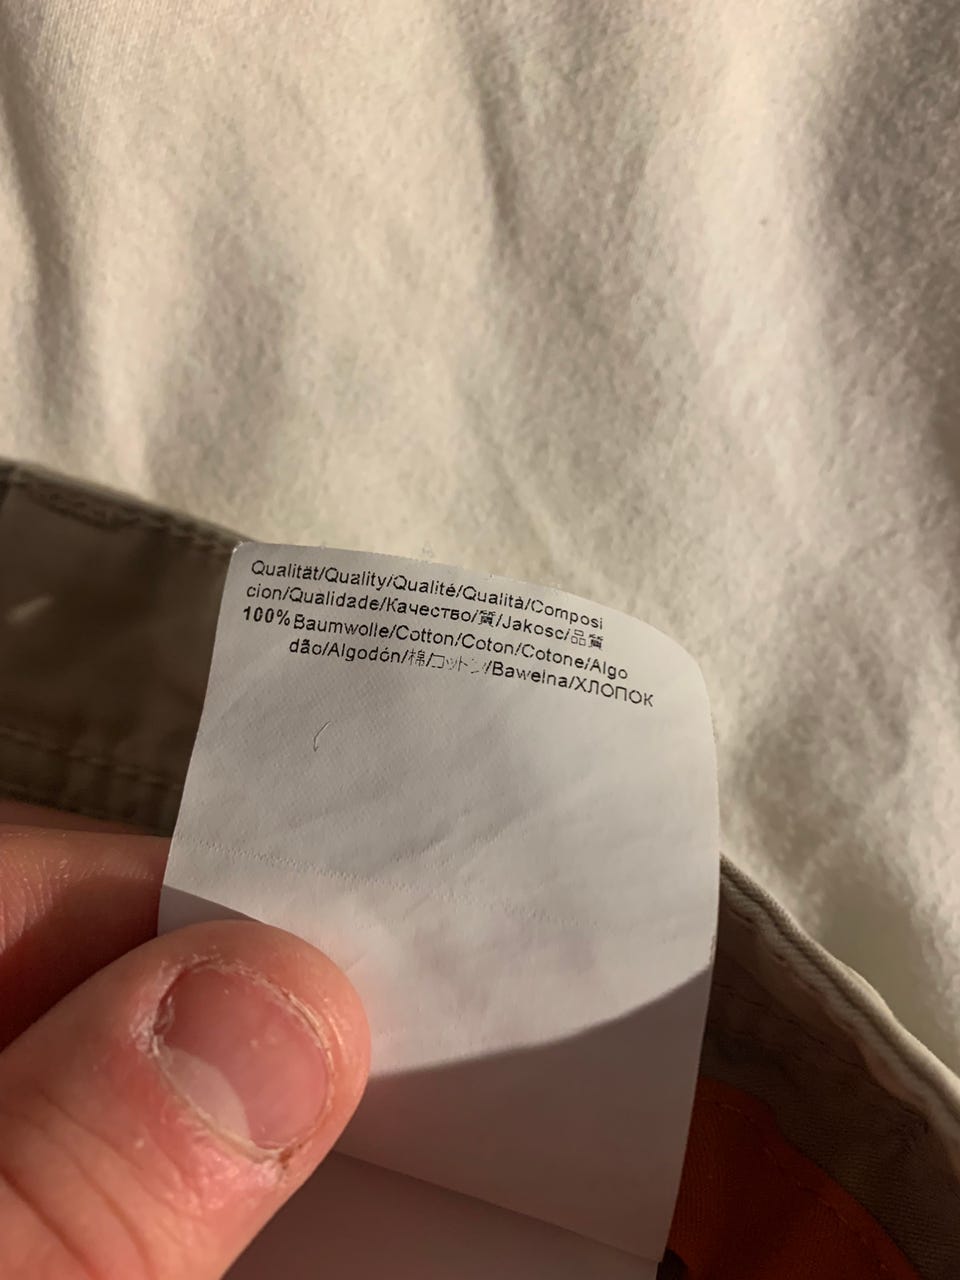 Qualität/Quality/Qualité/Qualità/Composi
cion/Qualidade/Качество/質/Jakosc/品質
100% Baumwolle/Cotton/Coton/Cotone/Algo
dão/Algodón/棉/コットン/Bawelna/ХЛОПОК